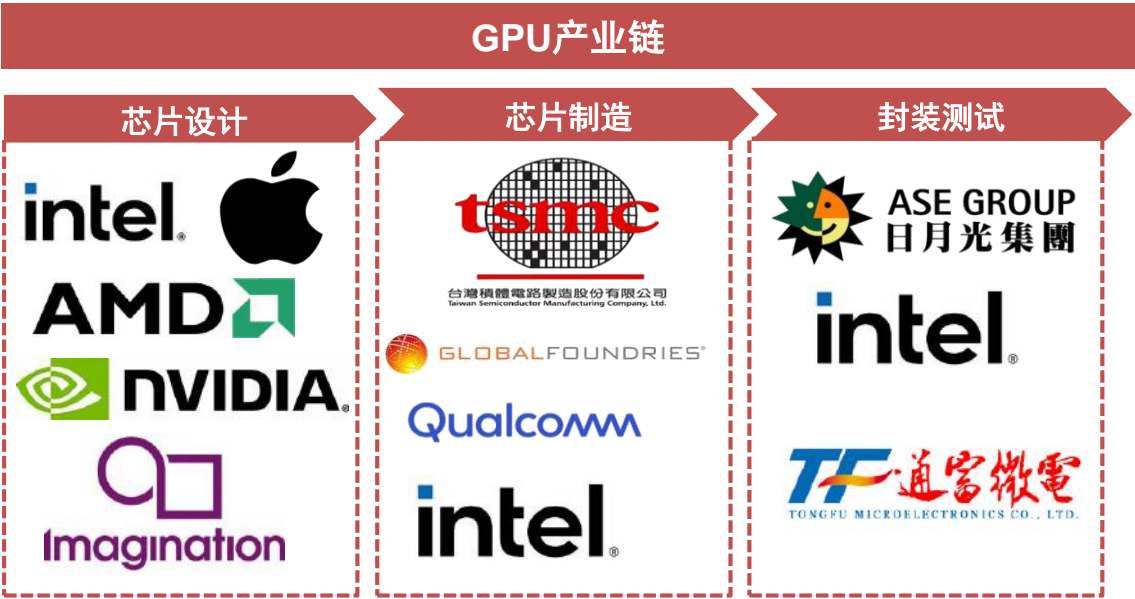 GPU产业链
芯片设计
intel®
AMD
NVIDIA®
Imagination
芯片制造
tsmc
台灣積體電路製造股份有限公司
Taiwan Semiconductor Manufacturing Company, Ltd.
GLOBALFOUNDRIES®
Qualcomm
intel®
封装测试
ASE GROUP
日月光集團
intel®
TF通富微電
TONGFU MICROELECTRONICS CO., LTD.